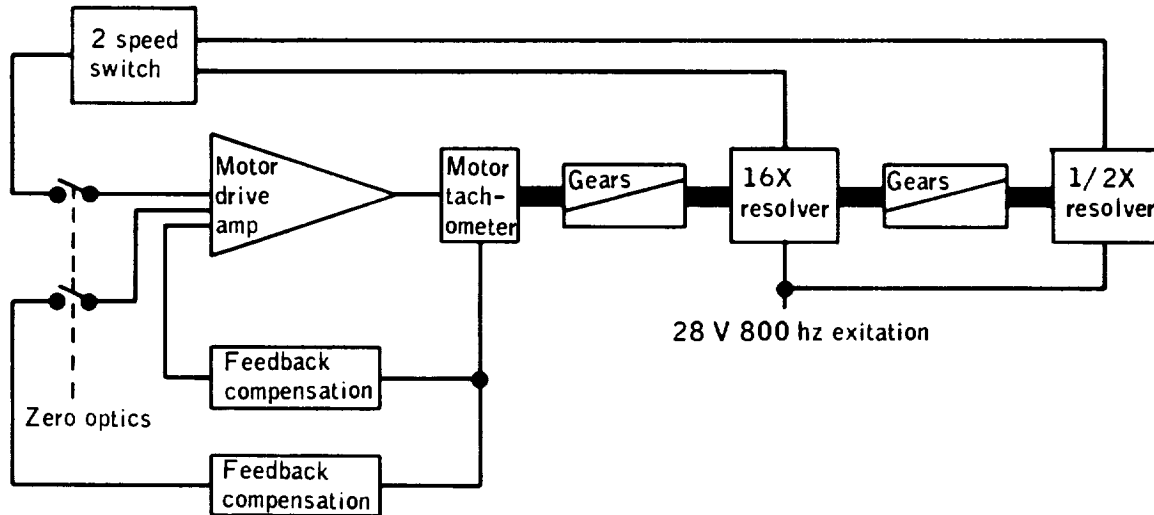 2 speed
switch
Motor
drive
amp
Motor
tach-
ometer
Gears
16X
resolver
Gears
1/2X
resolver
28 V 800 hz exitation
Feedback
compensation
Zero optics
Feedback
compensation